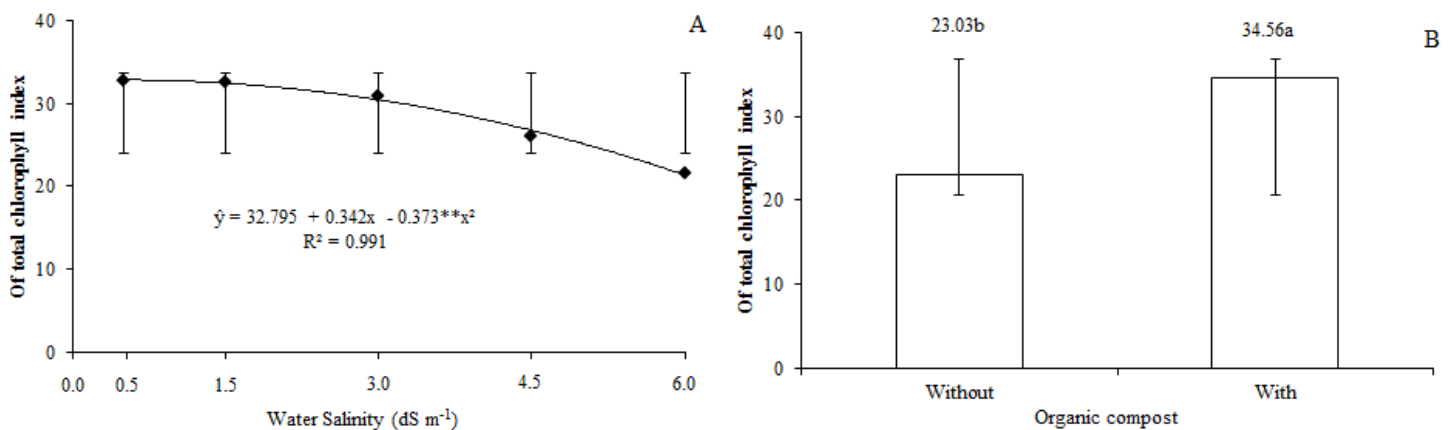 A
Of total chlorophyll index
40
30
20
10
0
ŷ = 32.795 + 0.342x - 0.373**x²
R² = 0.991
0.0 0.5 1.5 3.0 4.5 6.0
Water Salinity (dS m⁻¹)
B
Of total chlorophyll index
23.03b 34.56a
40
30
20
10
0
Without With
Organic compost